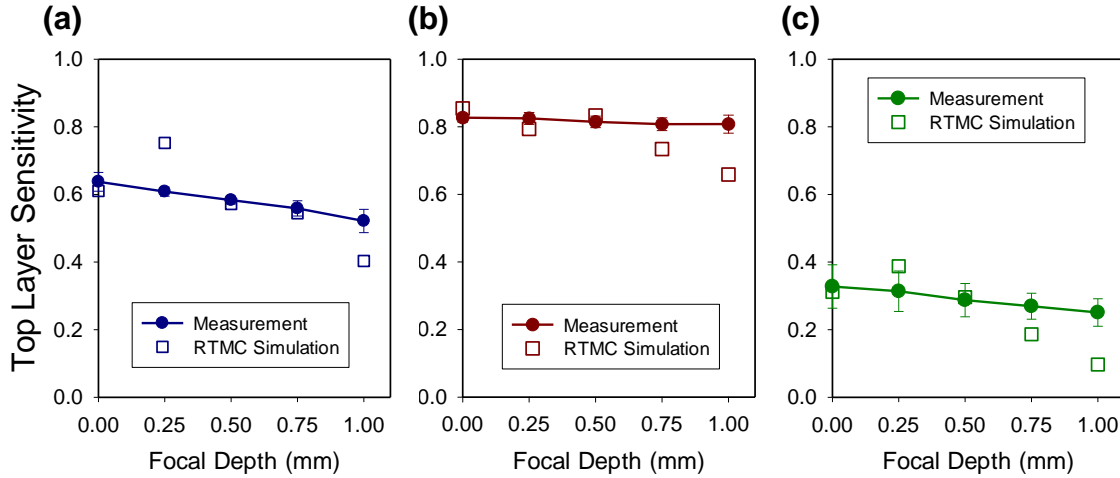 (a)
(b)
(c)
Top Layer Sensitivity
1.0
0.8
0.6
0.4
0.2
0.0
Measurement
RTMC Simulation
0.00 0.25 0.50 0.75 1.00
Focal Depth (mm)
1.0
0.8
0.6
0.4
0.2
0.0
Measurement
RTMC Simulation
0.00 0.25 0.50 0.75 1.00
Focal Depth (mm)
1.0
0.8
0.6
0.4
0.2
0.0
Measurement
RTMC Simulation
0.00 0.25 0.50 0.75 1.00
Focal Depth (mm)